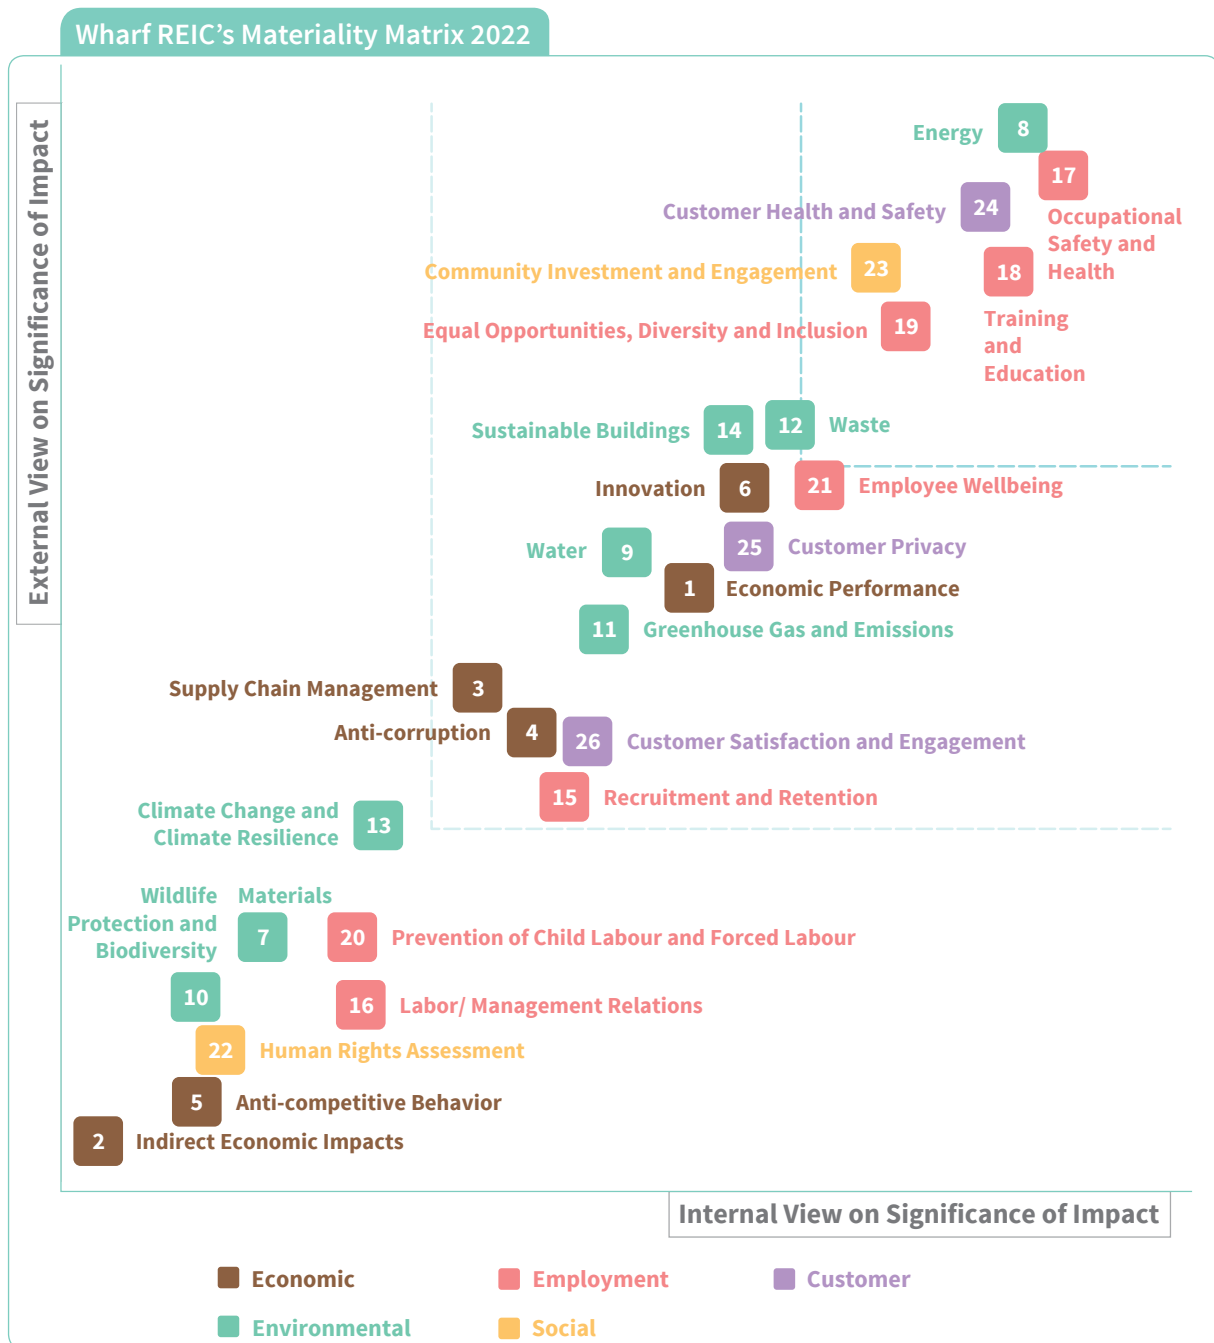 Wharf REIC's Materiality Matrix 2022
External View on Significance of Impact
Energy
8
17
Occupational
Safety and
Health
Customer Health and Safety
24
Community Investment and Engagement
23
18
Training
and
Education
Equal Opportunities, Diversity and Inclusion
19
Sustainable Buildings
14
12
Waste
Innovation
6
21
Employee Wellbeing
Water
9
25
Customer Privacy
1
Economic Performance
11
Greenhouse Gas and Emissions
Supply Chain Management
3
Anti-corruption
4
26
Customer Satisfaction and Engagement
15
Recruitment and Retention
Climate Change and
Climate Resilience
13
Wildlife
Protection and
Biodiversity
10
Materials
7
20
Prevention of Child Labour and Forced Labour
16
Labor/ Management Relations
22
Human Rights Assessment
5
Anti-competitive Behavior
2
Indirect Economic Impacts
Internal View on Significance of Impact
Economic
Employment
Customer
Environmental
Social